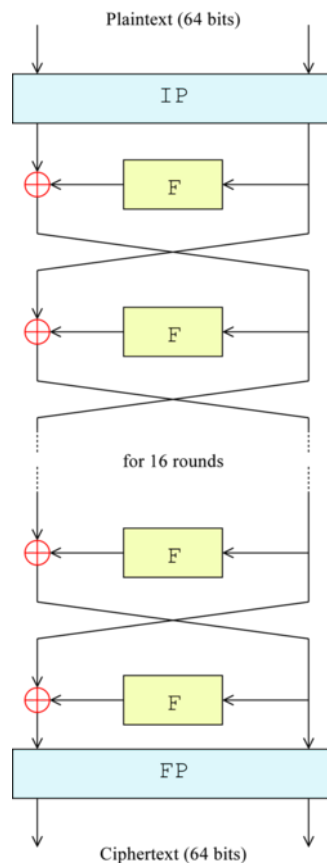 Plaintext (64 bits)
IP
F
F
for 16 rounds
F
F
FP
Ciphertext (64 bits)